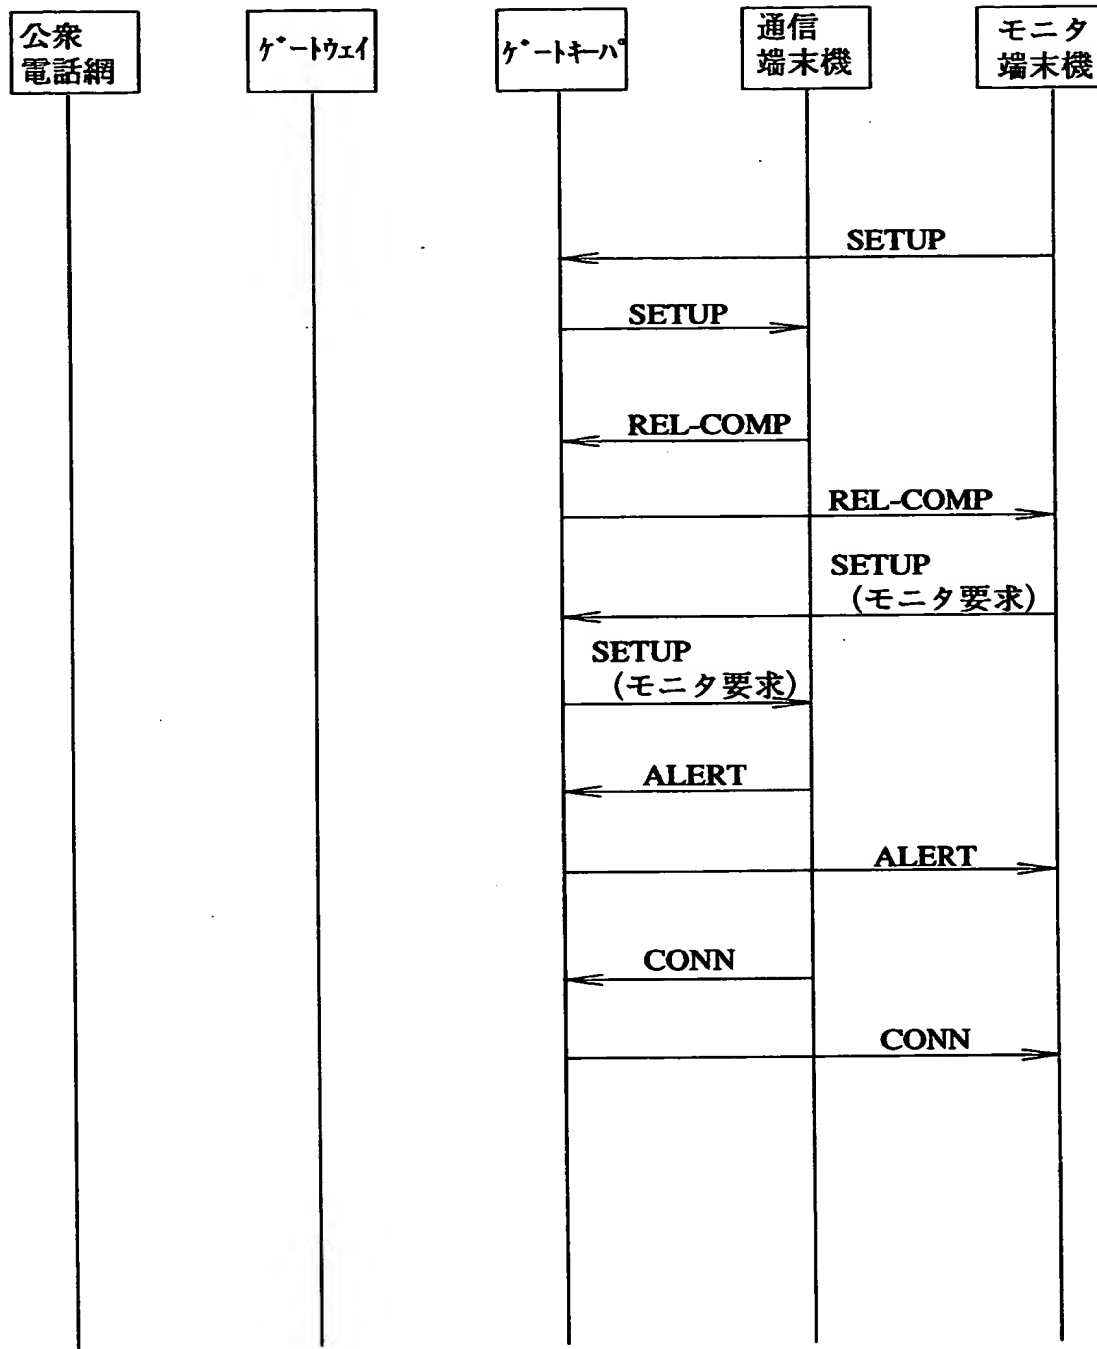 公衆
電話網
ｹﾞｰﾄｳｪｲ
ｹﾞｰﾄｷｰﾊﾟ
通信
端末機
モニタ
端末機
SETUP
SETUP
REL-COMP
REL-COMP
SETUP
(モニタ要求)
SETUP
(モニタ要求)
ALERT
ALERT
CONN
CONN